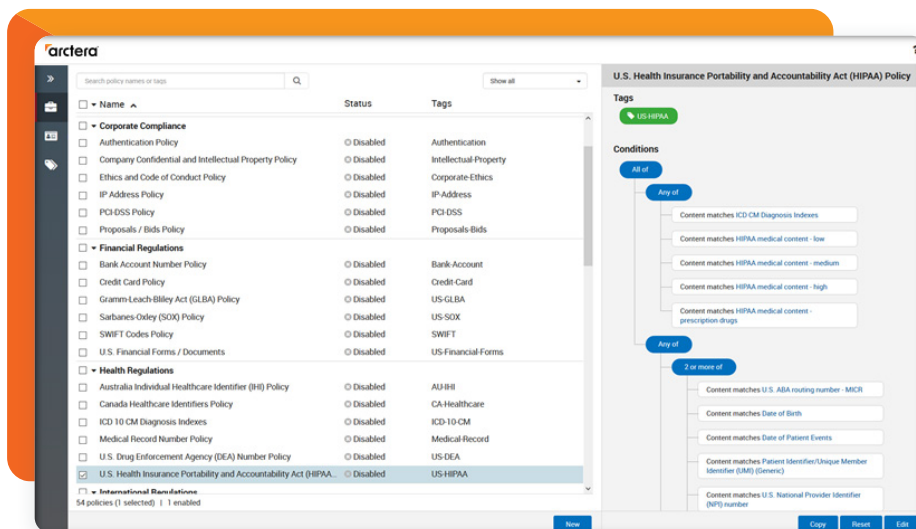 arctera
?
Search policy names or tags
Show all
Name Status Tags
Corporate Compliance
Authentication Policy Disabled Authentication
Company Confidential and Intellectual Property Policy Disabled Intellectual-Property
Ethics and Code of Conduct Policy Disabled Corporate-Ethics
IP Address Policy Disabled IP-Address
PCI-DSS Policy Disabled PCI-DSS
Proposals / Bids Policy Disabled Proposals-Bids
Financial Regulations
Bank Account Number Policy Disabled Bank-Account
Credit Card Policy Disabled Credit-Card
Gramm-Leach-Bliley Act (GLBA) Policy Disabled US-GLBA
Sarbanes-Oxley (SOX) Policy Disabled US-SOX
SWIFT Codes Policy Disabled SWIFT
U.S. Financial Forms / Documents Disabled US-Financial-Forms
Health Regulations
Australia Individual Healthcare Identifier (IHI) Policy Disabled AU-IHI
Canada Healthcare Identifiers Policy Disabled CA-Healthcare
ICD 10 CM Diagnosis Indexes Disabled ICD-10-CM
Medical Record Number Policy Disabled Medical-Record
U.S. Drug Enforcement Agency (DEA) Number Policy Disabled US-DEA
U.S. Health Insurance Portability and Accountability Act (HIPAA... Disabled US-HIPAA
International Regulations
54 policies (1 selected) | 1 enabled
New
U.S. Health Insurance Portability and Accountability Act (HIPAA) Policy
Tags
US-HIPAA
Conditions
All of
Any of
Content matches ICD-CM Diagnosis Indexes
Content matches HIPAA medical content - low
Content matches HIPAA medical content - medium
Content matches HIPAA medical content - high
Content matches HIPAA medical content -
prescription drugs
Any of
2 or more of
Content matches U.S. ABA routing number - MICR
Content matches Date of Birth
Content matches Date of Patient Events
Content matches Patient Identifier/Unique Member
Identifier (UMI) (Generic)
Content matches U.S. National Provider Identifier
(NPI) number
Copy
Reset
Edit